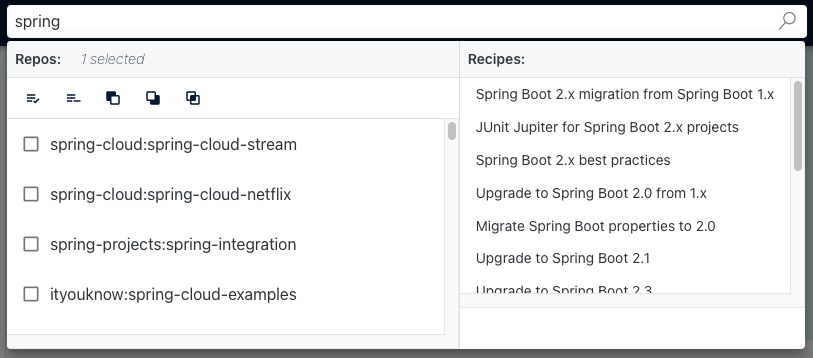 spring
Repos: 1 selected
spring-cloud:spring-cloud-stream
spring-cloud:spring-cloud-netflix
spring-projects:spring-integration
ityouknow:spring-cloud-examples
Recipes:
Spring Boot 2.x migration from Spring Boot 1.x
JUnit Jupiter for Spring Boot 2.x projects
Spring Boot 2.x best practices
Upgrade to Spring Boot 2.0 from 1.x
Migrate Spring Boot properties to 2.0
Upgrade to Spring Boot 2.1
Upgrade to Spring Boot 2.3